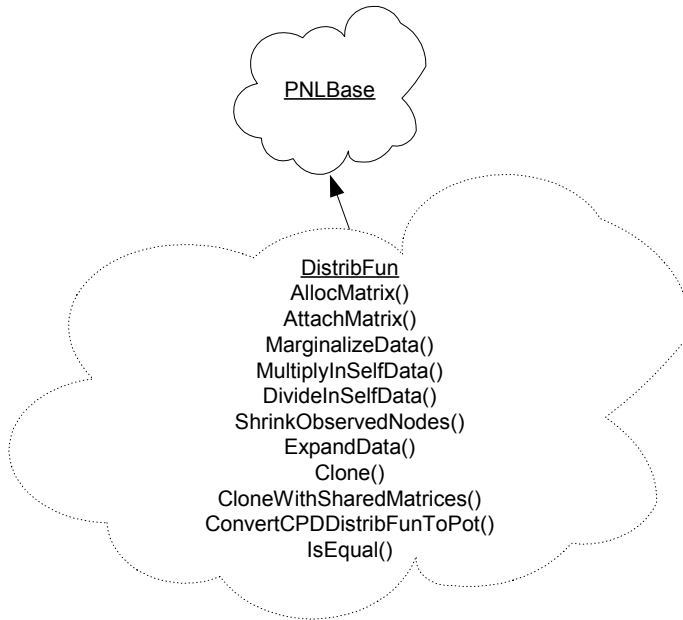 PNLBase
DistribFun
AllocMatrix()
AttachMatrix()
MarginalizeData()
MultiplyInSelfData()
DivideInSelfData()
ShrinkObservedNodes()
ExpandData()
Clone()
CloneWithSharedMatrices()
ConvertCPDDistribFunToPot()
IsEqual()